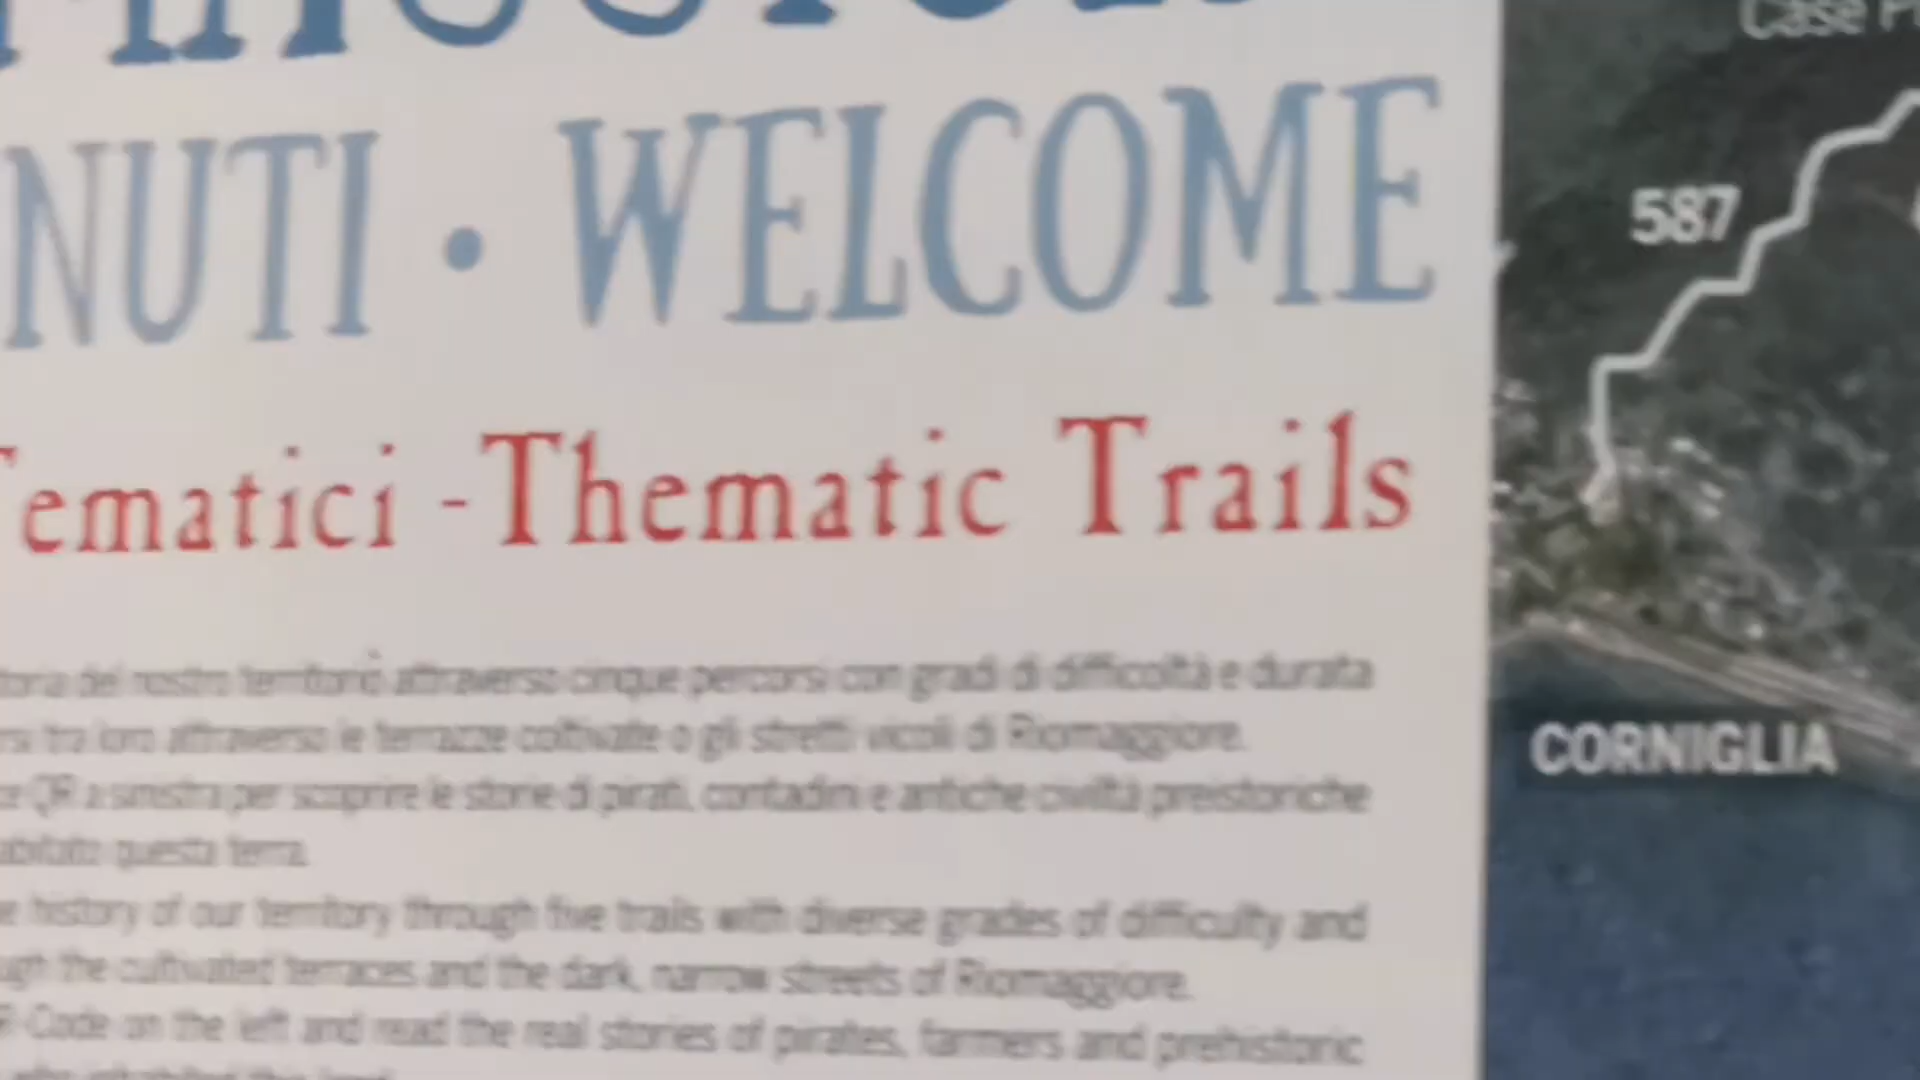 NUTI • WELCOME
Tematici - Thematic Trails
del nostro territorio attraverso cinque percorsi con gradi di difficoltà e durata
tra loro attraverso le terrazze coltivate o gli stretti vicoli di Riomaggiore.
QR a sinistra per scoprire le storie di pirati, contadini e antiche civiltà preistoriche
questa terra.
history of our territory through five trails with diverse grades of difficulty and
the cultivated terraces and the dark, narrow streets of Riomaggiore.
Code on the left and read the real stories of pirates, farmers and prehistoric
Case
587
CORNIGLIA